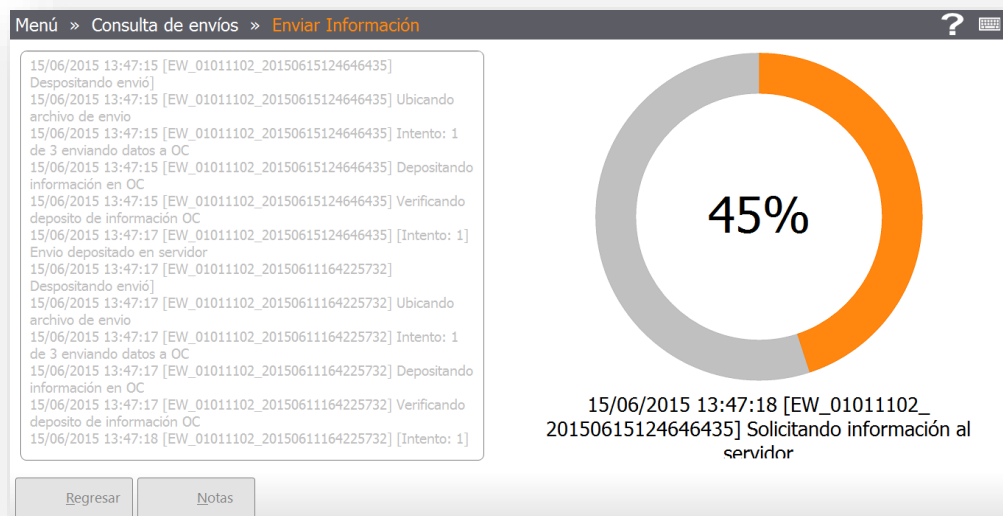 Menú » Consulta de envíos » Enviar Información
?
15/06/2015 13:47:15 [EW_01011102_20150615124646435]
Despositando envió]
15/06/2015 13:47:15 [EW_01011102_20150615124646435] Ubicando
archivo de envio
15/06/2015 13:47:15 [EW_01011102_20150615124646435] Intento: 1
de 3 enviando datos a OC
15/06/2015 13:47:15 [EW_01011102_20150615124646435] Depositando
información en OC
15/06/2015 13:47:15 [EW_01011102_20150615124646435] Verificando
deposito de información OC
15/06/2015 13:47:17 [EW_01011102_20150615124646435] [Intento: 1]
Envio depositado en servidor
15/06/2015 13:47:17 [EW_01011102_20150611164225732]
Despositando envió]
15/06/2015 13:47:17 [EW_01011102_20150611164225732] Ubicando
archivo de envio
15/06/2015 13:47:17 [EW_01011102_20150611164225732] Intento: 1
de 3 enviando datos a OC
15/06/2015 13:47:17 [EW_01011102_20150611164225732] Depositando
información en OC
15/06/2015 13:47:17 [EW_01011102_20150611164225732] Verificando
deposito de información OC
15/06/2015 13:47:18 [EW_01011102_20150611164225732] [Intento: 1]
45%
15/06/2015 13:47:18 [EW_01011102_
20150615124646435] Solicitando información al
servidor
Regresar
Notas